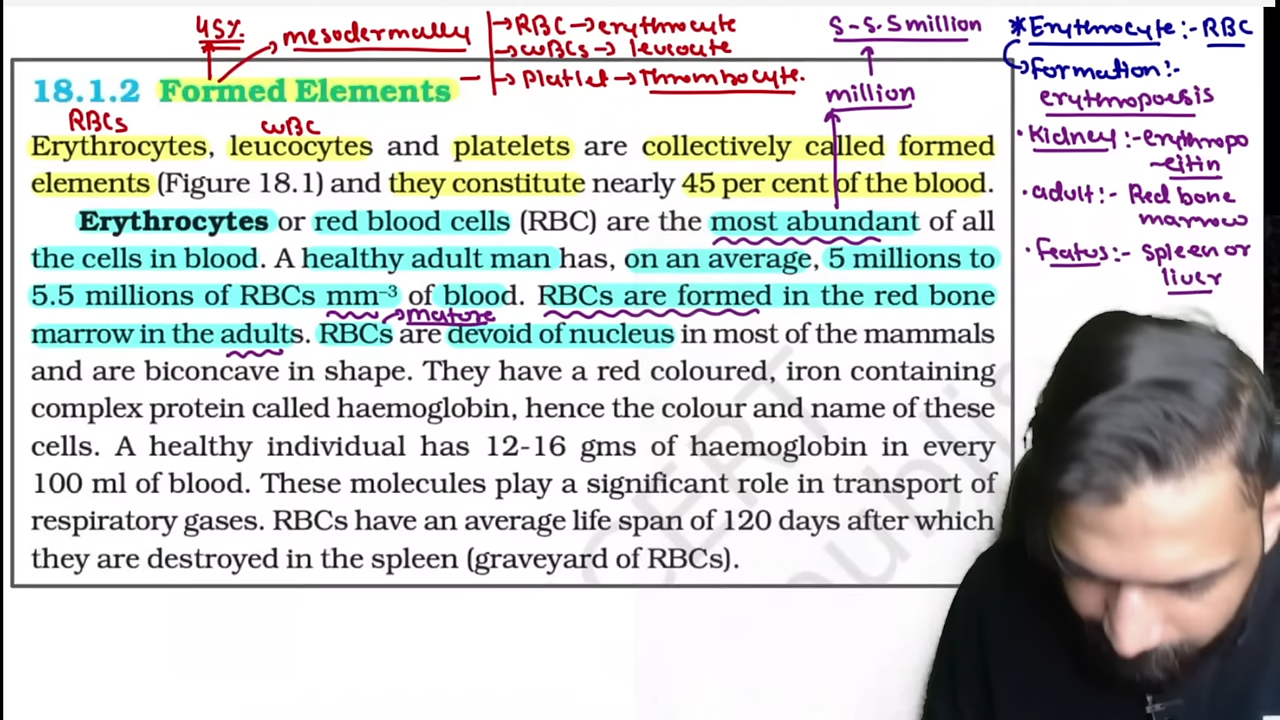 45%
mesodermally
→RBC→erythrocyte
→WBCs→leucoute
→Platlet→Thrombocyte.
5-5.5 million
million
*Erythrocyte:-RBC
Formation:-
erythropoesis
•Kidney:-erythropo
-eitin
•adult:- Red bone
marrow
•Featus:- Spleen or
liver
18.1.2 Formed Elements
RBCs WBC
Erythrocytes, leucocytes and platelets are collectively called formed
elements (Figure 18.1) and they constitute nearly 45 per cent of the blood.
Erythrocytes or red blood cells (RBC) are the most abundant of all
the cells in blood. A healthy adult man has, on an average, 5 millions to
5.5 millions of RBCs mm⁻³ of blood. RBCs are formed in the red bone
mature
marrow in the adults. RBCs are devoid of nucleus in most of the mammals
and are biconcave in shape. They have a red coloured, iron containing
complex protein called haemoglobin, hence the colour and name of these
cells. A healthy individual has 12-16 gms of haemoglobin in every
100 ml of blood. These molecules play a significant role in transport of
respiratory gases. RBCs have an average life span of 120 days after which
they are destroyed in the spleen (graveyard of RBCs).